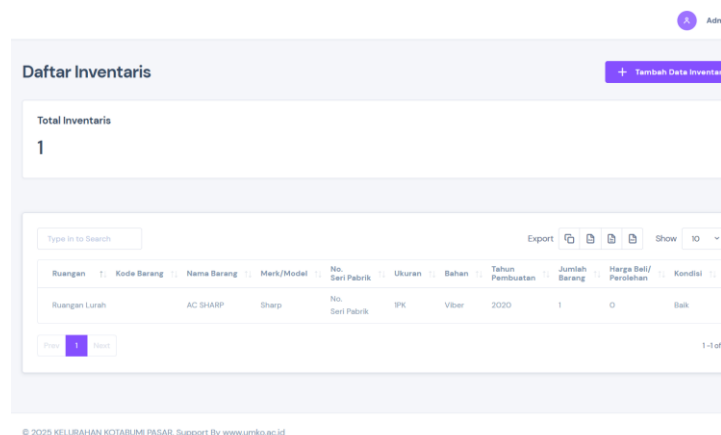 Adm
Daftar Inventaris
Tambah Data Inventar
Total Inventaris
1
Type in to Search
Export
Show 10
Ruangan Kode Barang Nama Barang Merk/Model No. Sari Pabrik Ukuran Bahan Tahun Pembuatan Jumlah Barang Harga Beli/ Perolehan Kondisi
Ruangan Lurah AC SHARP Sharp No. Seri Pabrik 1PK Viber 2020 1 0 Baik
Prev 1 Next
1 -1 of
© 2025 KELURAHAN KOTABUMI PASAR. Support By www.umko.ac.id.